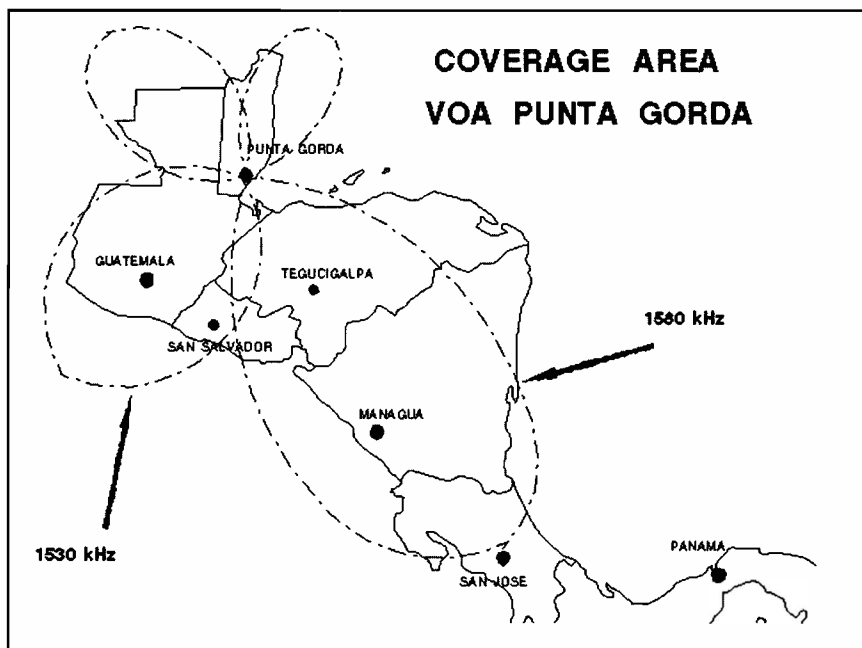 COVERAGE AREA
VOA PUNTA GORDA
PUNTA GORDA
GUATEMALA
TEGUCIGALPA
1580 kHz
SAN SALVADOR
MANAGUA
1530 kHz
PANAMA
SAN JOSE